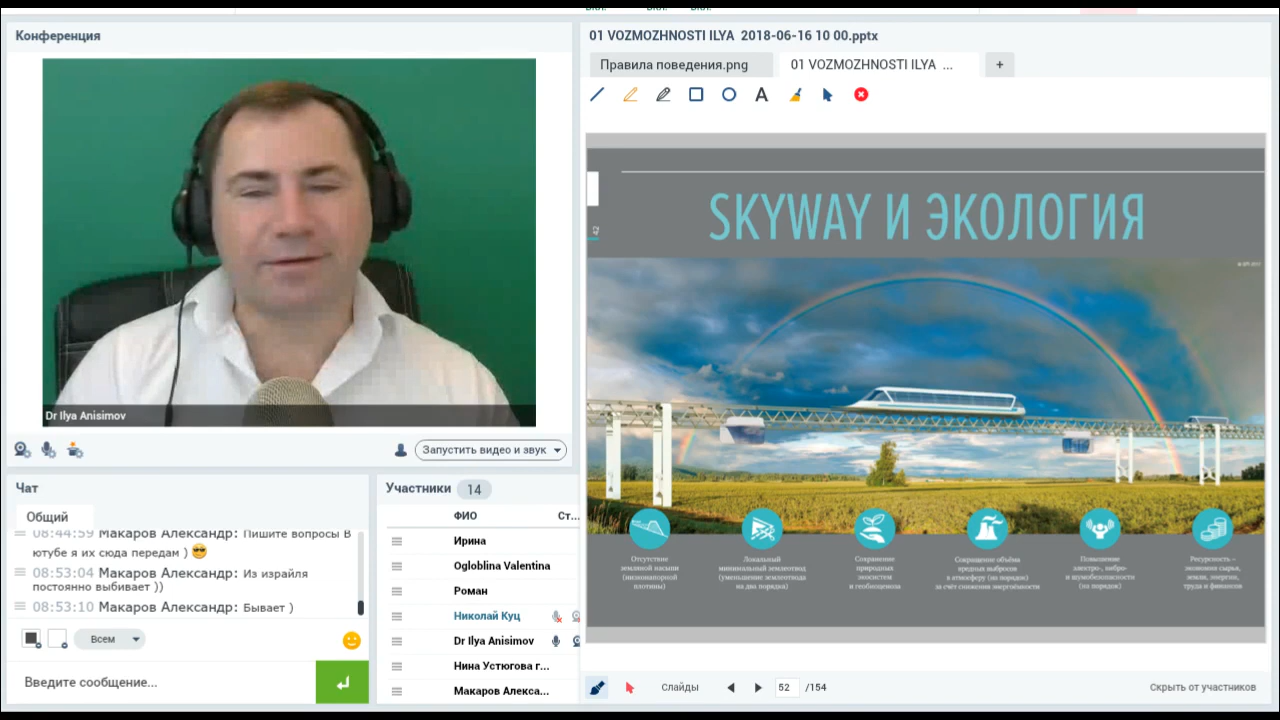 Конференция
Dr Ilya Anisimov
Запустить видео и звук
Чат
Общий
08:44:59 Макаров Александр: Пишите вопросы В
ютубе я их сюда передам )
08:53:04 Макаров Александр: Из израиля
постоянно выбивает ))
08:53:10 Макаров Александр: Бывает )
Всем
Введите сообщение...
Участники 14
ФИО Ст...
Ирина
Ogloblina Valentina
Роман
Николай Куц
Dr Ilya Anisimov
Нина Устюгова г...
Макаров Алекса...
01 VOZMOZHNOSTI ILYA 2018-06-16 10 00.pptx
Правила поведения.png
01 VOZMOZHNOSTI ILYA ...
+
A
42
SKYWAY И ЭКОЛОГИЯ
Отсутствие
земляной насыпи
(низконапорной
плотины)
Локальный
минимальный землеотвод
(уменьшение землеотвода
на два порядка)
Сохранение
природных
экосистем
и геобиоценоза
Сокращение объёма
вредных выбросов
в атмосферу (на порядок)
за счёт снижения энергоёмкости
Повышение
электро-, вибро-
и шумобезопасности
(на порядок)
Ресурсность –
экономия сырья,
земли, энергии,
труда и финансов
Слайды
52 /154
Скрыть от участников